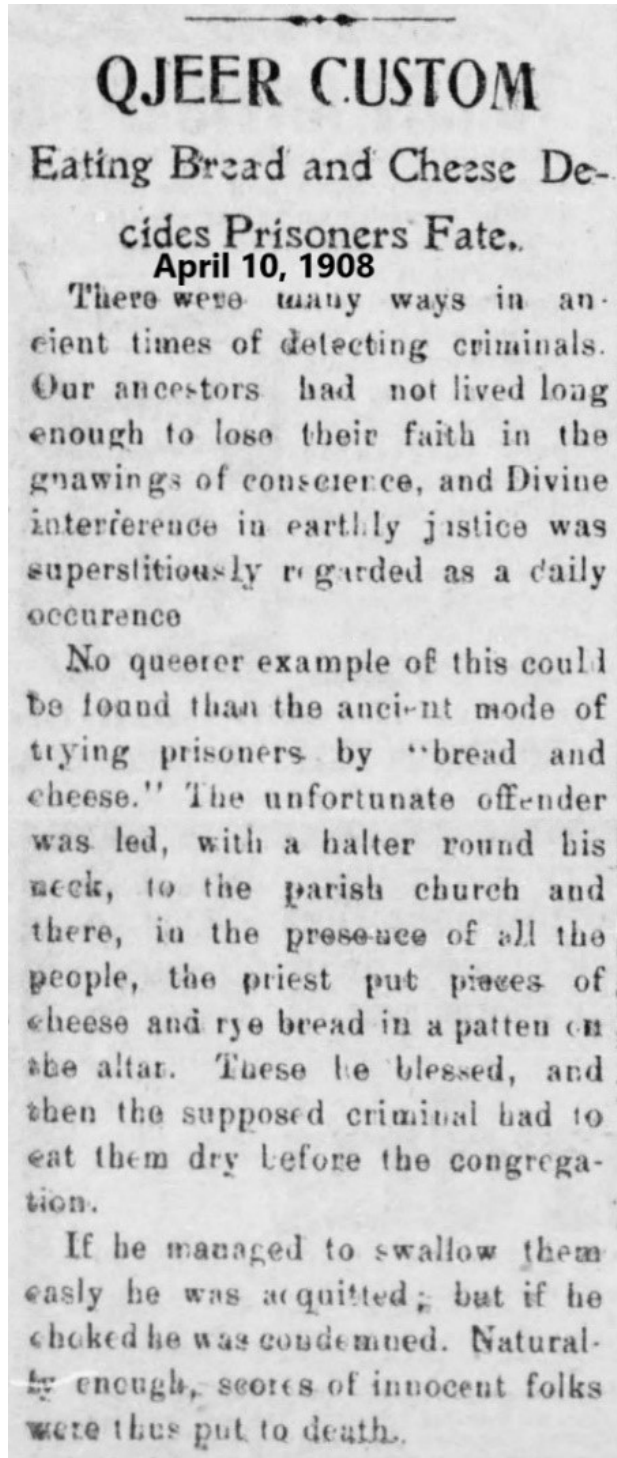 QJEER CUSTOM
Eating Bread and Cheese De-
cides Prisoners Fate.
April 10, 1908
There were many ways in an-
cient times of detecting criminals.
Our ancestors had not lived long
enough to lose their faith in the
gnawings of conscience, and Divine
interference in earthly justice was
superstitiously regarded as a daily
occurence
No queerer example of this could
be found than the ancient mode of
trying prisoners by "bread and
cheese." The unfortunate offender
was led, with a halter round his
neck, to the parish church and
there, in the presence of all the
people, the priest put pieces of
cheese and rye bread in a patten on
the altar. These he blessed, and
then the supposed criminal had to
eat them dry before the congrega-
tion.
If he managed to swallow them
easly he was acquitted; but if he
choked he was condemned. Natural-
ly enough, scores of innocent folks
were thus put to death.